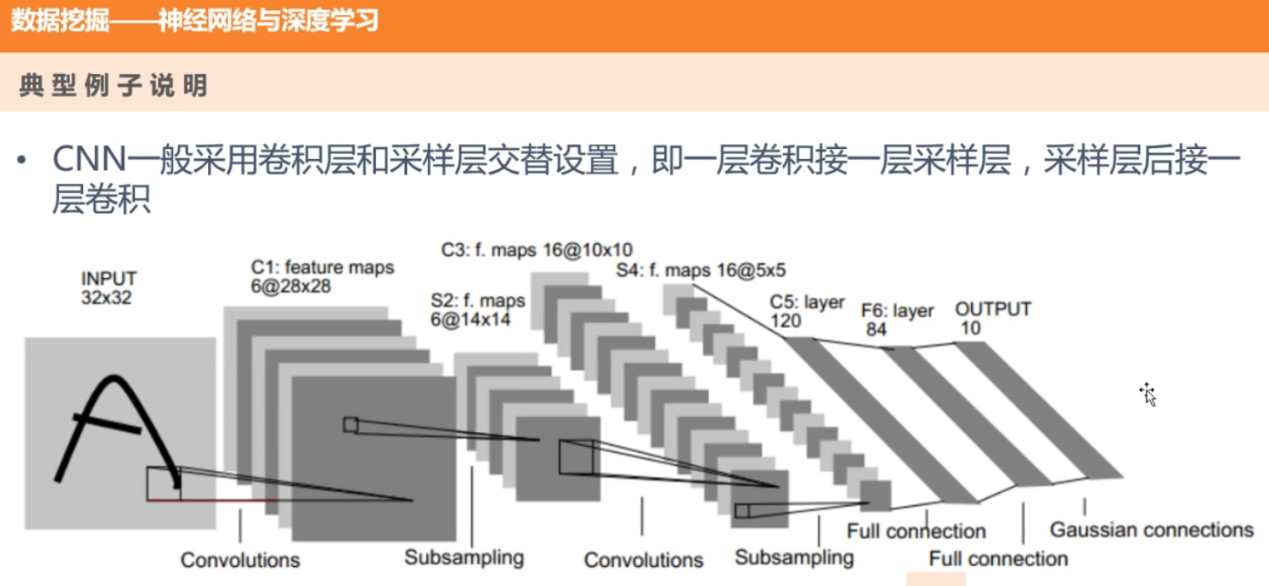 数据挖掘——神经网络与深度学习
典型例子说明
• CNN一般采用卷积层和采样层交替设置，即一层卷积接一层采样层，采样层后接一
层卷积
INPUT
32x32
C1: feature maps
6@28x28
S2: f. maps
6@14x14
C3: f. maps 16@10x10
S4: f. maps 16@5x5
C5: layer
120
F6: layer
84
OUTPUT
10
Convolutions
Subsampling
Convolutions
Subsampling
Full connection
Full connection
Gaussian connections